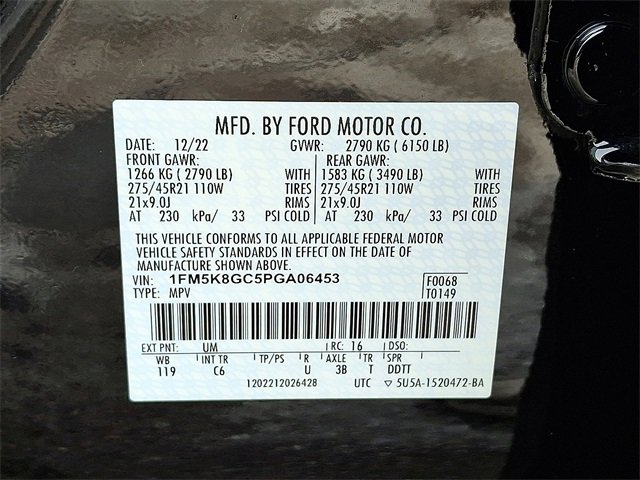 MFD. BY FORD MOTOR CO.
DATE: 12/22 GVWR: 2790 KG ( 6150 LB)
FRONT GAWR: REAR GAWR:
1266 KG ( 2790 LB) WITH 1583 KG ( 3490 LB) WITH
275/45R21 110W TIRES 275/45R21 110W TIRES
21x9.0J RIMS 21x9.0J RIMS
AT 230 kPa/ 33 PSI COLD AT 230 kPa/ 33 PSI COLD
THIS VEHICLE CONFORMS TO ALL APPLICABLE FEDERAL MOTOR
VEHICLE SAFETY STANDARDS IN EFFECT ON THE DATE OF
MANUFACTURE SHOWN ABOVE.
VIN: 1FM5K8GC5PGA06453 F0068
TYPE: MPV T0149
EXT PNT: UM RC: 16 DSO:
WB INT TR TP/PS R AXLE TR SPR
119 C6 U 3B T DDTT
1202212026428 UTC ▽ 5U5A-1520472-BA